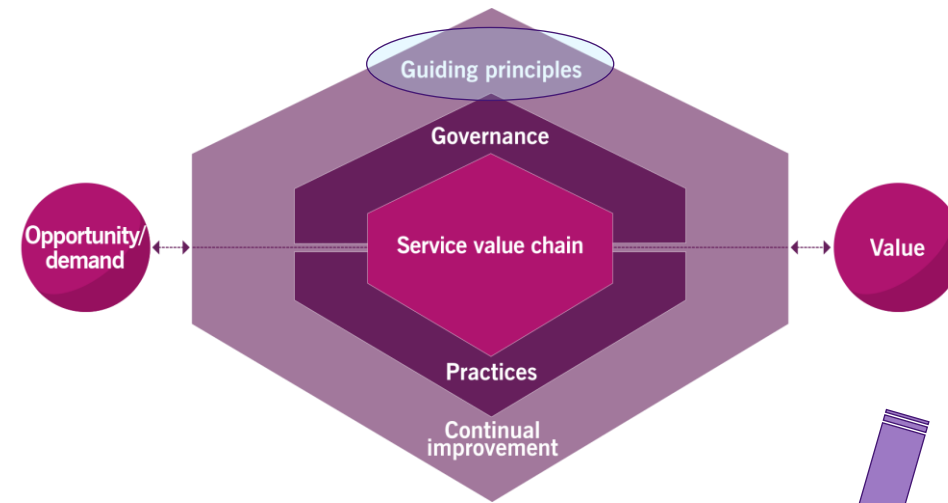 Guiding principles
Governance
Opportunity/
demand
Service value chain
Value
Practices
Continual
improvement